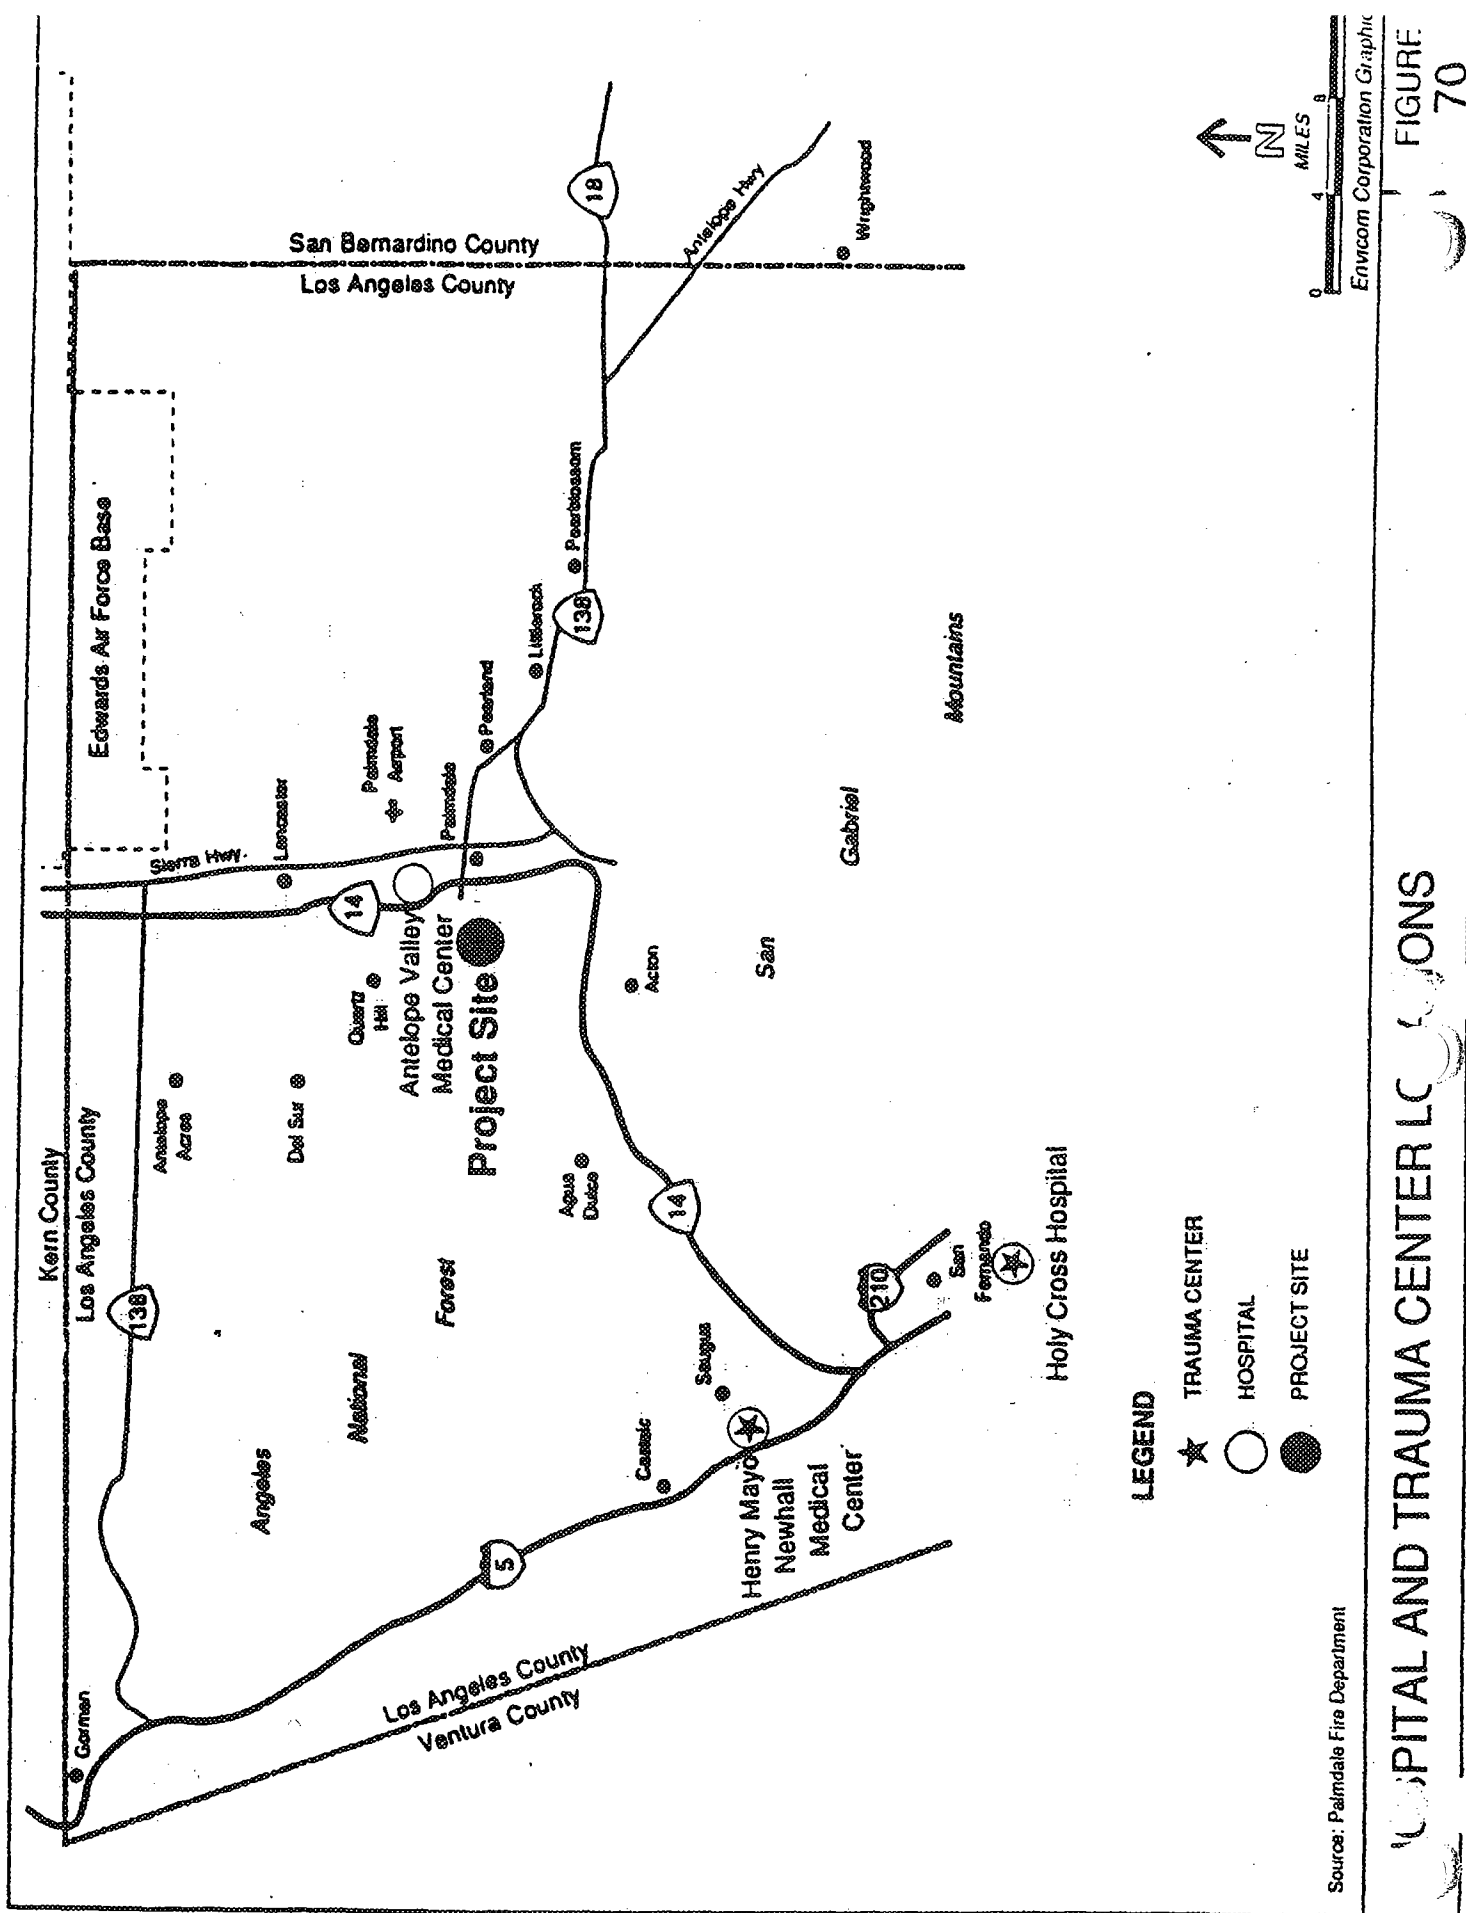 Kern County
Los Angeles County
Gorman
138
Antelope
Acres
Del Sur
Angeles
National
Forest
Quartz
Hill
Sierra Hwy.
Lancaster
14
Edwards Air Force Base
Palmdale
Airport
Antelope Valley
Medical Center
Project Site
Palmdale
Pearland
Littlerock
138
Pearblossom
San Bernardino County
Los Angeles County
18
Antelope Hwy
Wrightwood
5
Los Angeles County
Ventura County
Castaic
Saugus
Henry Mayo
Newhall
Medical
Center
Agua
Dulce
14
Acton
San
Gabriel
Mountains
210
San
Fernando
Holy Cross Hospital
LEGEND
TRAUMA CENTER
HOSPITAL
PROJECT SITE
N
MILES
0 4 8
Source: Palmdale Fire Department
Envicom Corporation Graphic
PITAL AND TRAUMA CENTER LC ONS
FIGURE
70